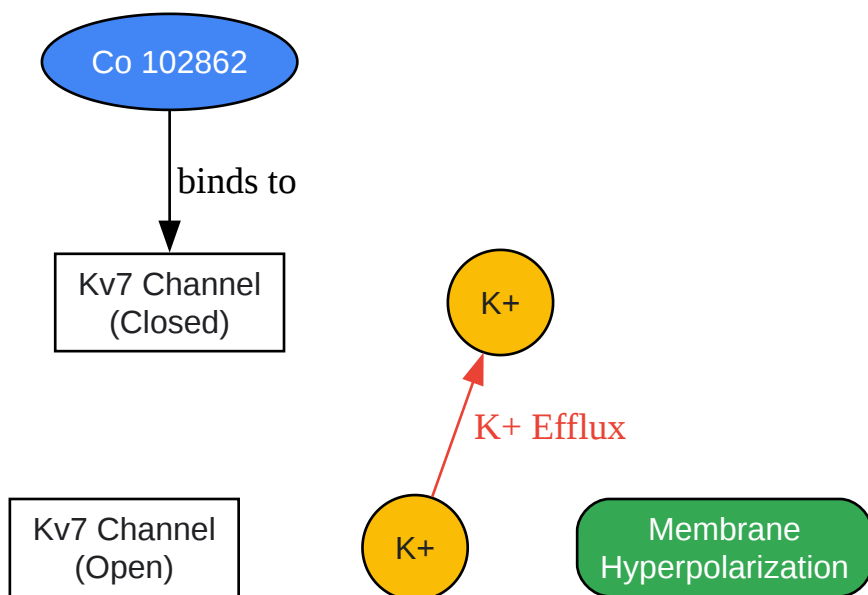 Co 102862
binds to
Kv7 Channel
(Closed)
K+
K+ Efflux
Kv7 Channel
(Open)
K+
Membrane
Hyperpolarization